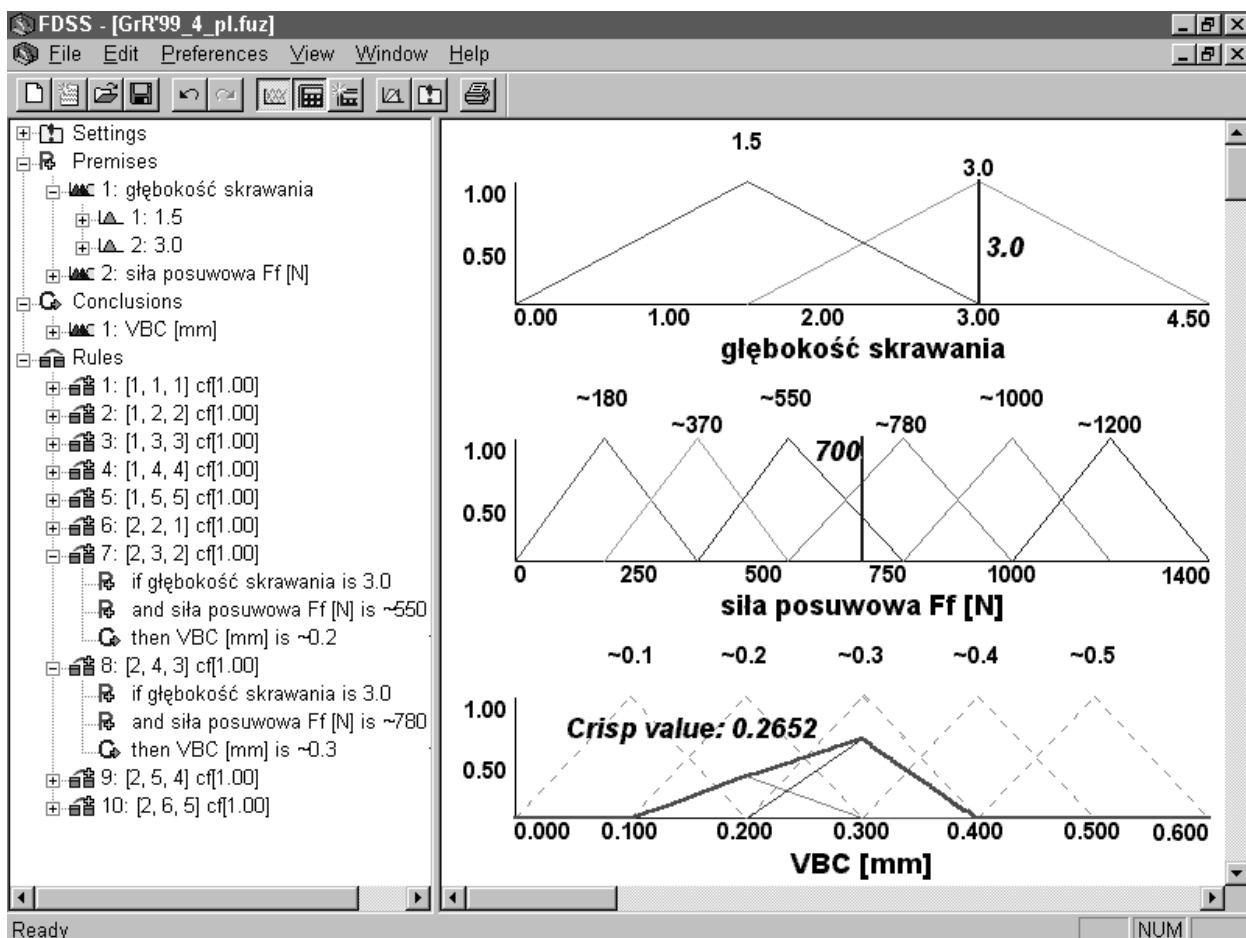 FDSS - [GrR'99_4_pl.fuz]
File Edit Preferences View Window Help
Settings
Premises
1: głębokość skrawania
1: 1.5
2: 3.0
2: siła posuwowa Ff [N]
Conclusions
1: VBC [mm]
Rules
1: [1, 1, 1] cf[1.00]
2: [1, 2, 2] cf[1.00]
3: [1, 3, 3] cf[1.00]
4: [1, 4, 4] cf[1.00]
5: [1, 5, 5] cf[1.00]
6: [2, 2, 1] cf[1.00]
7: [2, 3, 2] cf[1.00]
if głębokość skrawania is 3.0
and siła posuwowa Ff [N] is ~550
then VBC [mm] is ~0.2
8: [2, 4, 3] cf[1.00]
if głębokość skrawania is 3.0
and siła posuwowa Ff [N] is ~780
then VBC [mm] is ~0.3
9: [2, 5, 4] cf[1.00]
10: [2, 6, 5] cf[1.00]
1.5
3.0
1.00
3.0
0.50
0.00 1.00 2.00 3.00 4.50
głębokość skrawania
~180 ~550 ~1000
~370 ~780 ~1200
1.00
700
0.50
0 250 500 750 1000 1400
siła posuwowa Ff [N]
~0.1 ~0.2 ~0.3 ~0.4 ~0.5
1.00
Crisp value: 0.2652
0.50
0.000 0.100 0.200 0.300 0.400 0.500 0.600
VBC [mm]
Ready NUM